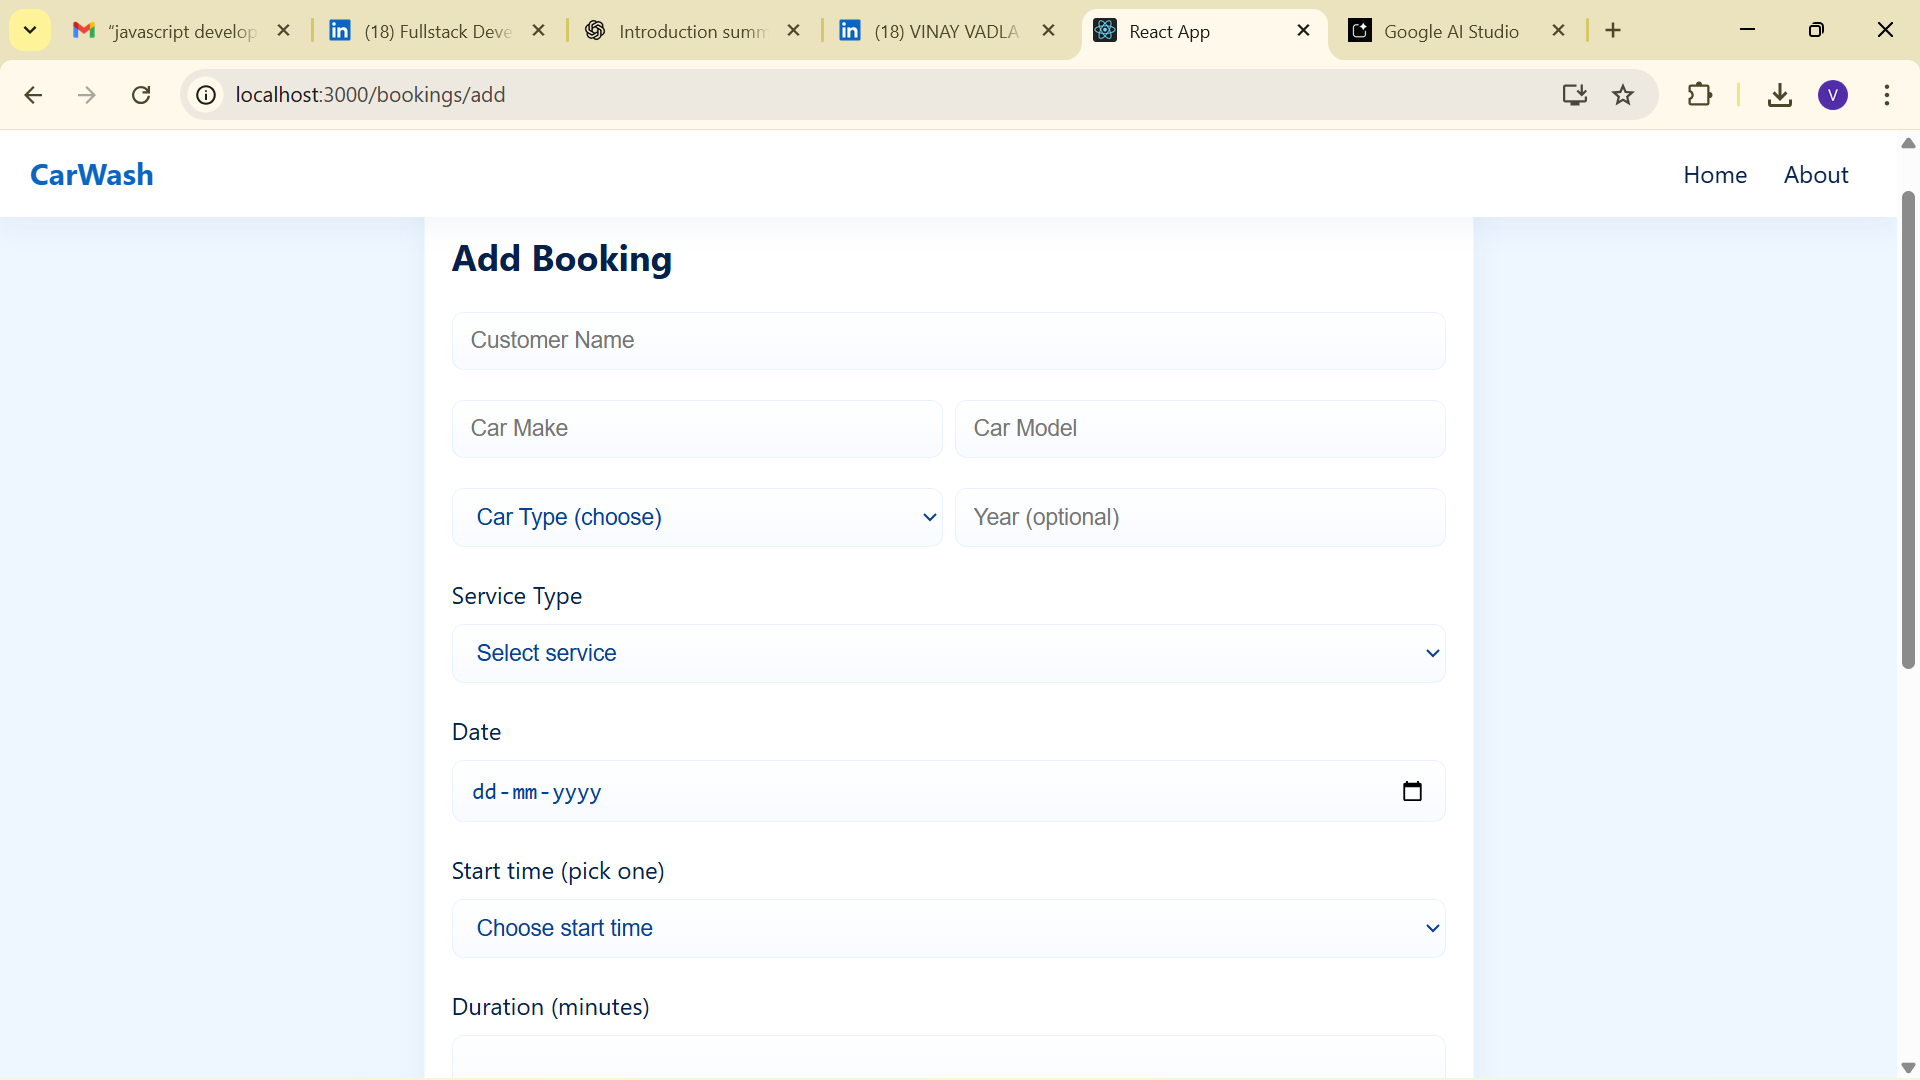 “javascript develop
(18) Fullstack Deve
Introduction summ
(18) VINAY VADLA
React App
Google AI Studio
localhost:3000/bookings/add
V
CarWash
Home
About
Add Booking
Customer Name
Car Make
Car Model
Car Type (choose)
Year (optional)
Service Type
Select service
Date
dd-mm-yyyy
Start time (pick one)
Choose start time
Duration (minutes)